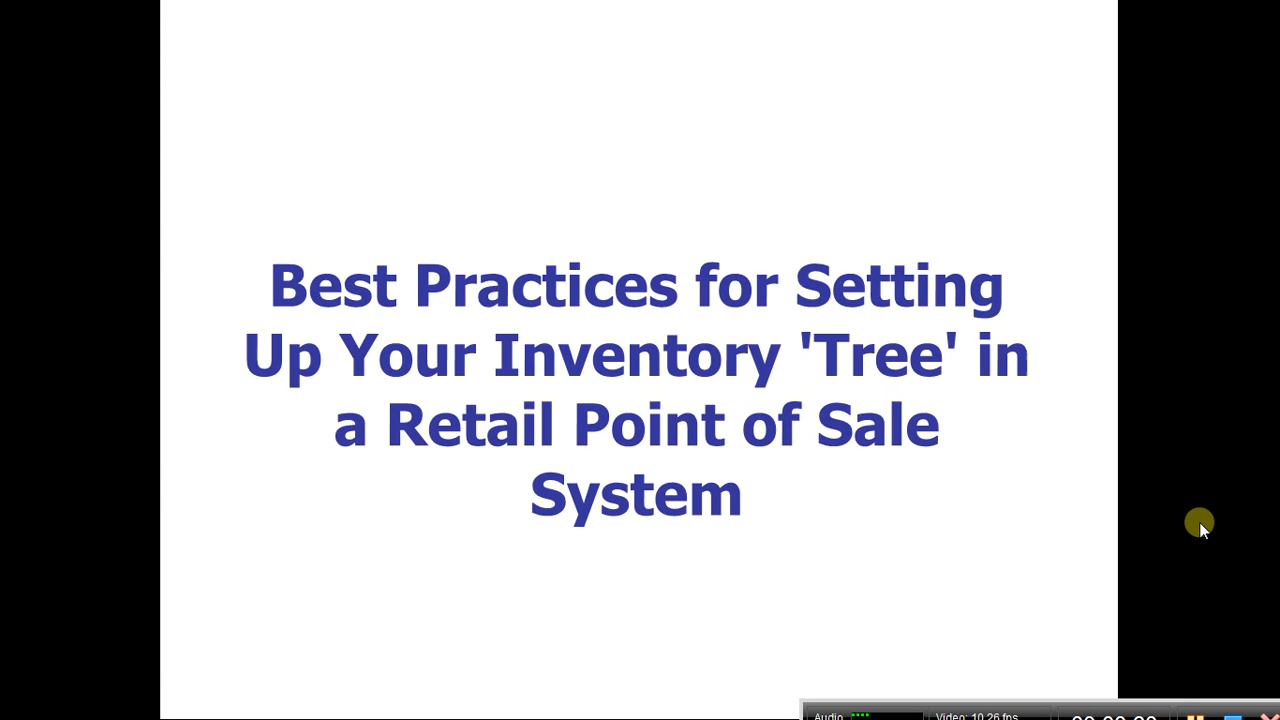 Best Practices for Setting
Up Your Inventory 'Tree' in
a Retail Point of Sale
System
Audio
Video: 10.26 fps